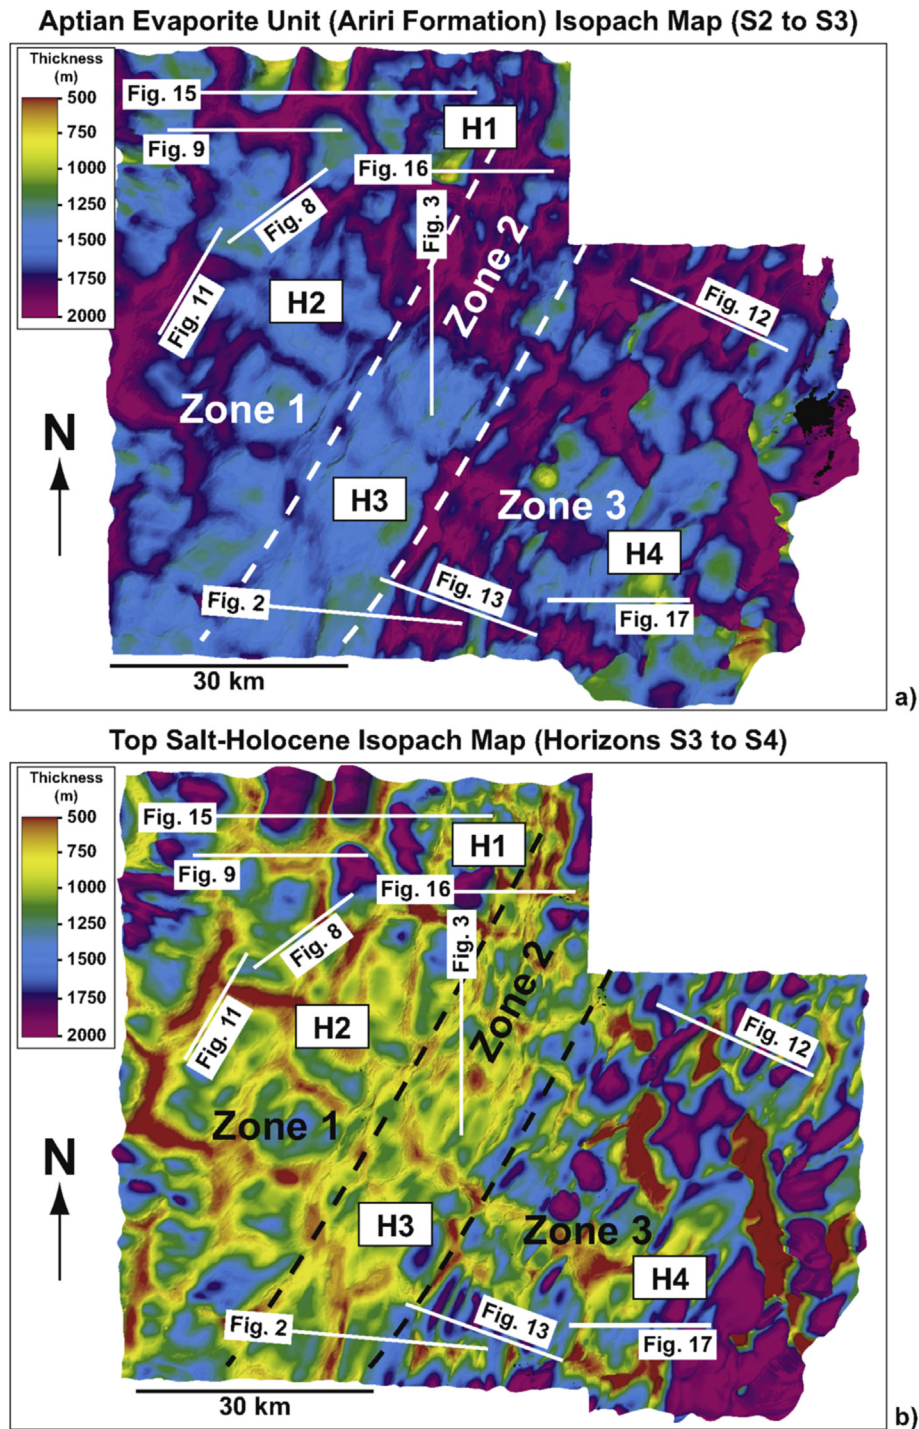 Aptian Evaporite Unit (Ariri Formation) Isopach Map (S2 to S3)
Thickness
(m)
500
750
1000
1250
1500
1750
2000
Fig. 15
H1
Fig. 9
Fig. 16
Fig. 8
Fig. 3
Zone 2
Fig. 11
H2
Fig. 12
Zone 1
N
H3
Zone 3
H4
Fig. 2
Fig. 13
Fig. 17
30 km
a)
Top Salt-Holocene Isopach Map (Horizons S3 to S4)
Thickness
(m)
500
750
1000
1250
1500
1750
2000
Fig. 15
H1
Fig. 9
Fig. 16
Fig. 8
Fig. 3
Zone 2
Fig. 11
H2
Fig. 12
Zone 1
N
H3
Zone 3
H4
Fig. 2
Fig. 13
Fig. 17
30 km
b)